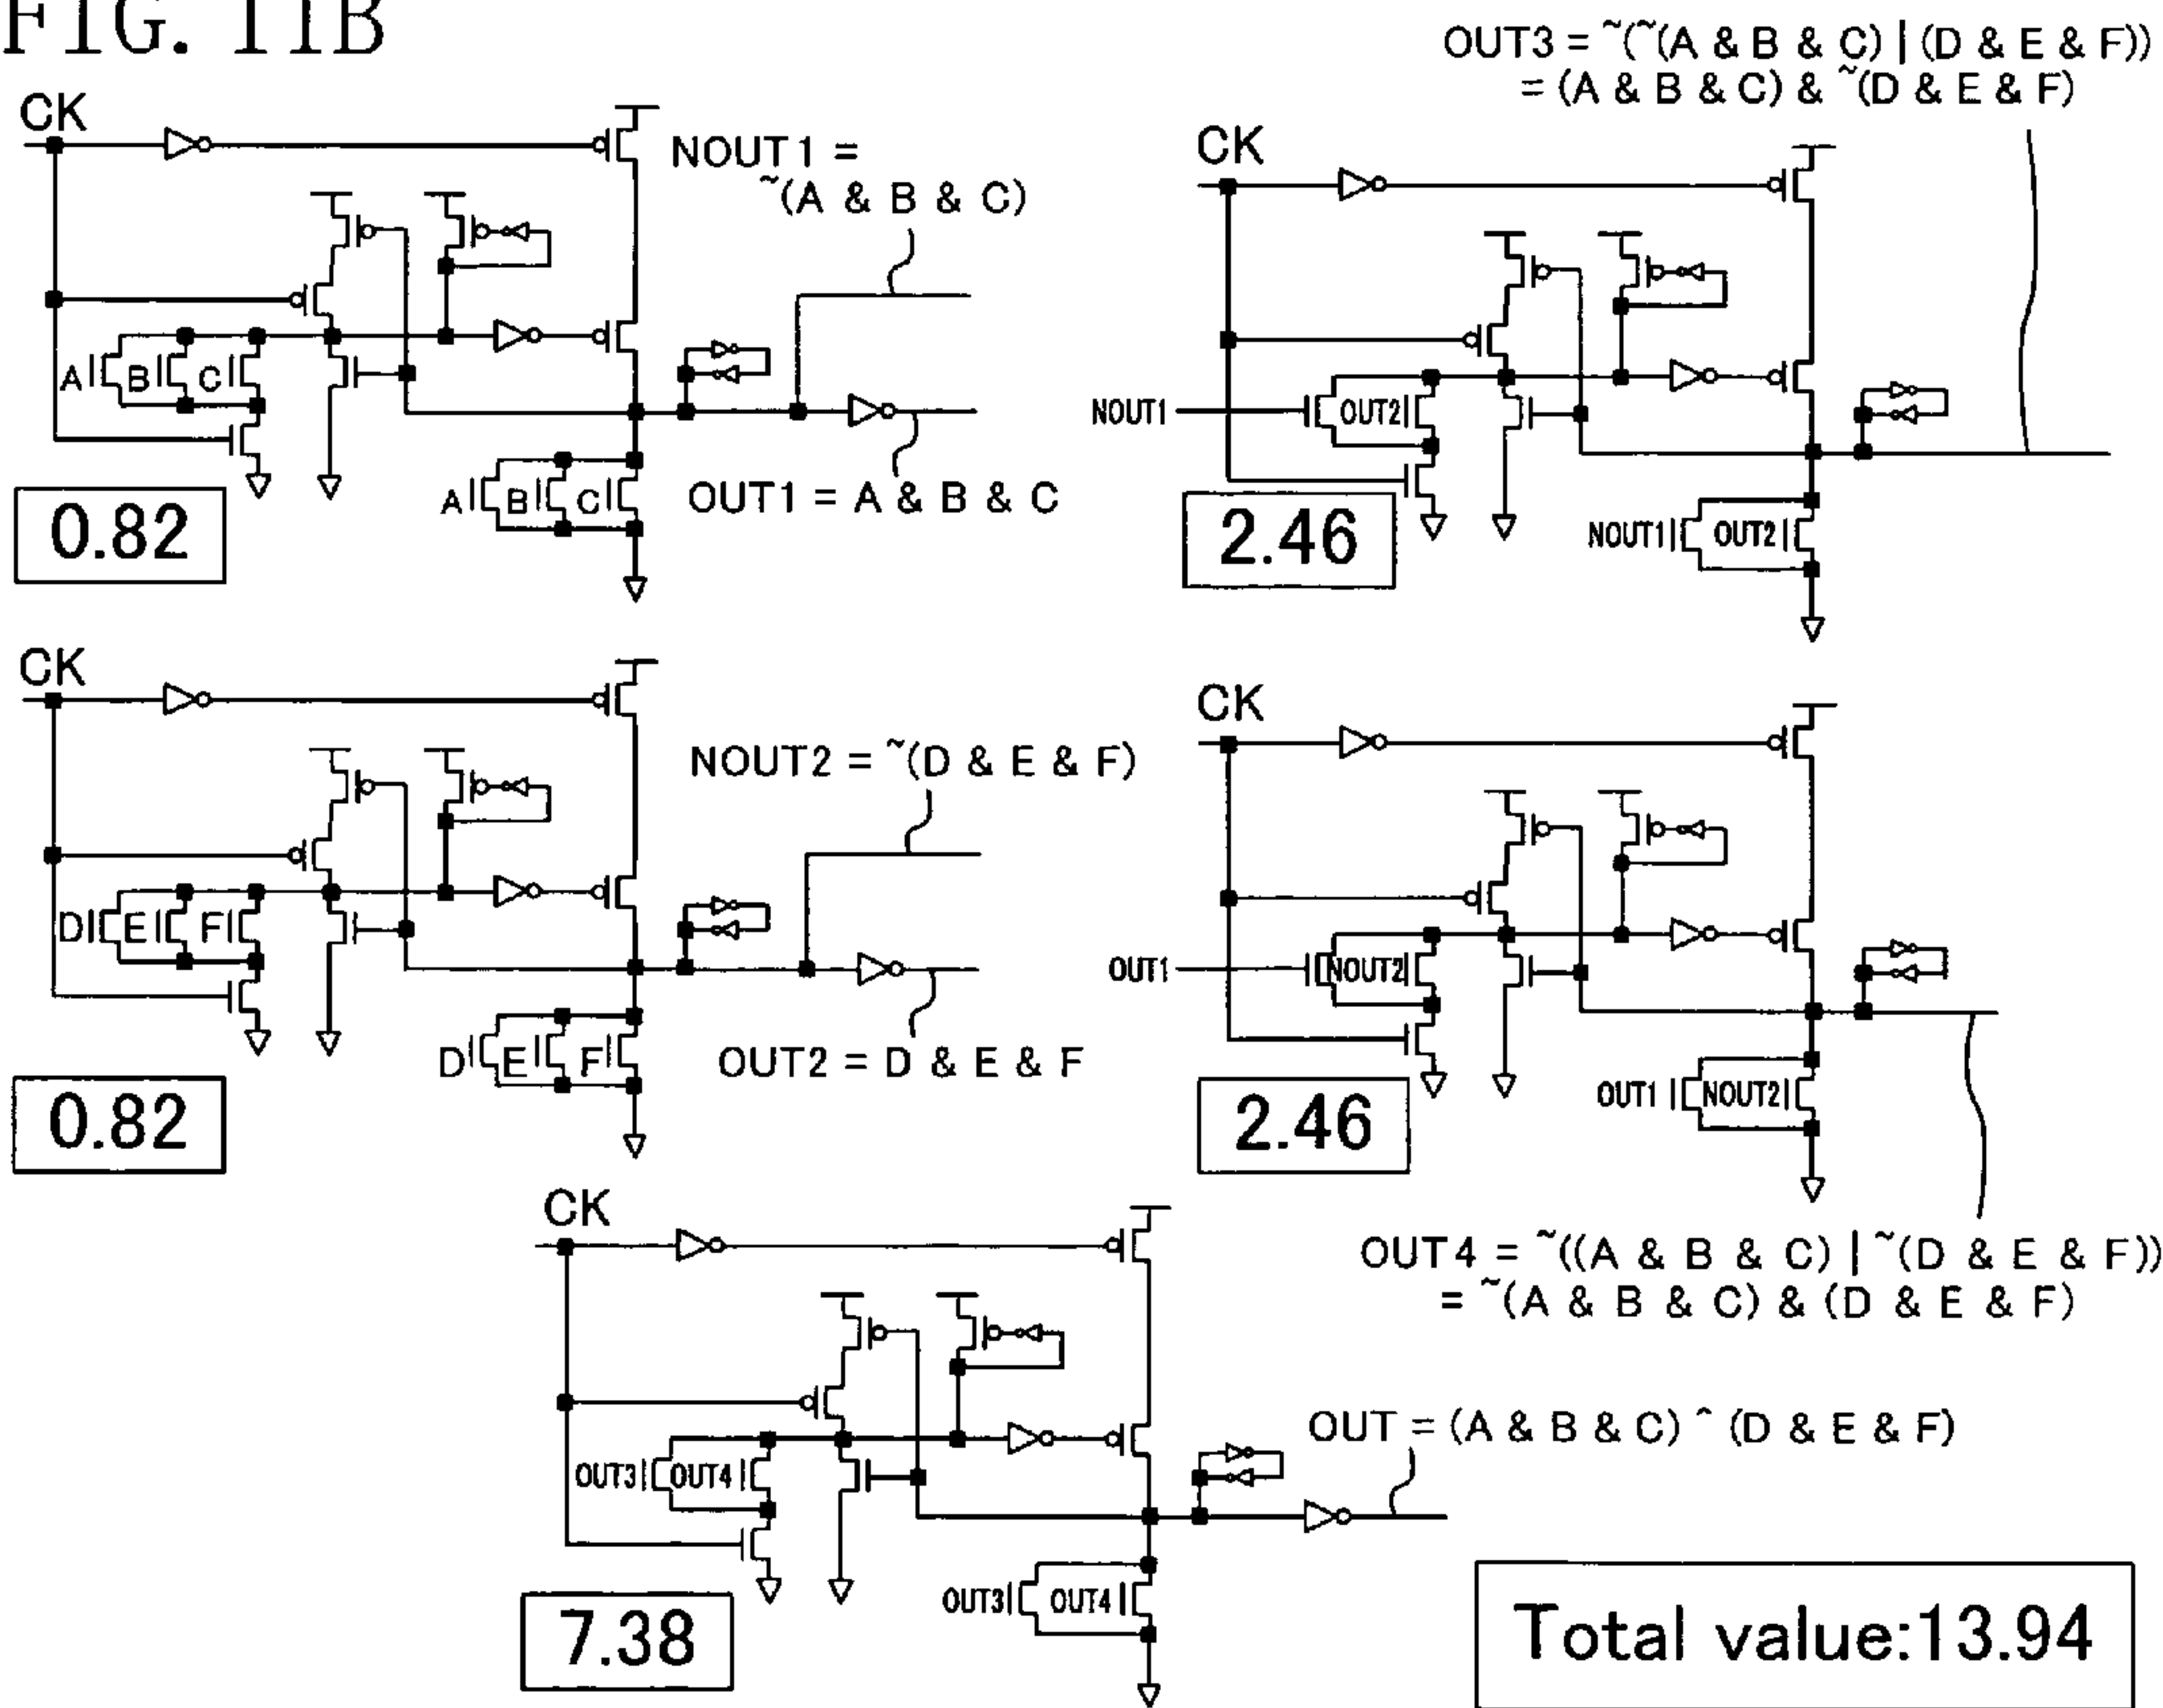 FIG. 11B
OUT3 = ~(~(A & B & C) | (D & E & F))
= (A & B & C) & ~(D & E & F)
CK
NOUT1 =
~(A & B & C)
A
B
C
A
B
C
OUT1 = A & B & C
0.82
CK
NOUT1
OUT2
NOUT1
OUT2
2.46
CK
NOUT2 = ~(D & E & F)
D
E
F
D
E
F
OUT2 = D & E & F
0.82
CK
OUT1
NOUT2
OUT1
NOUT2
2.46
OUT4 = ~((A & B & C) | ~(D & E & F))
= ~(A & B & C) & (D & E & F)
CK
OUT3
OUT4
OUT = (A & B & C) ^ (D & E & F)
OUT3
OUT4
7.38
Total value:13.94